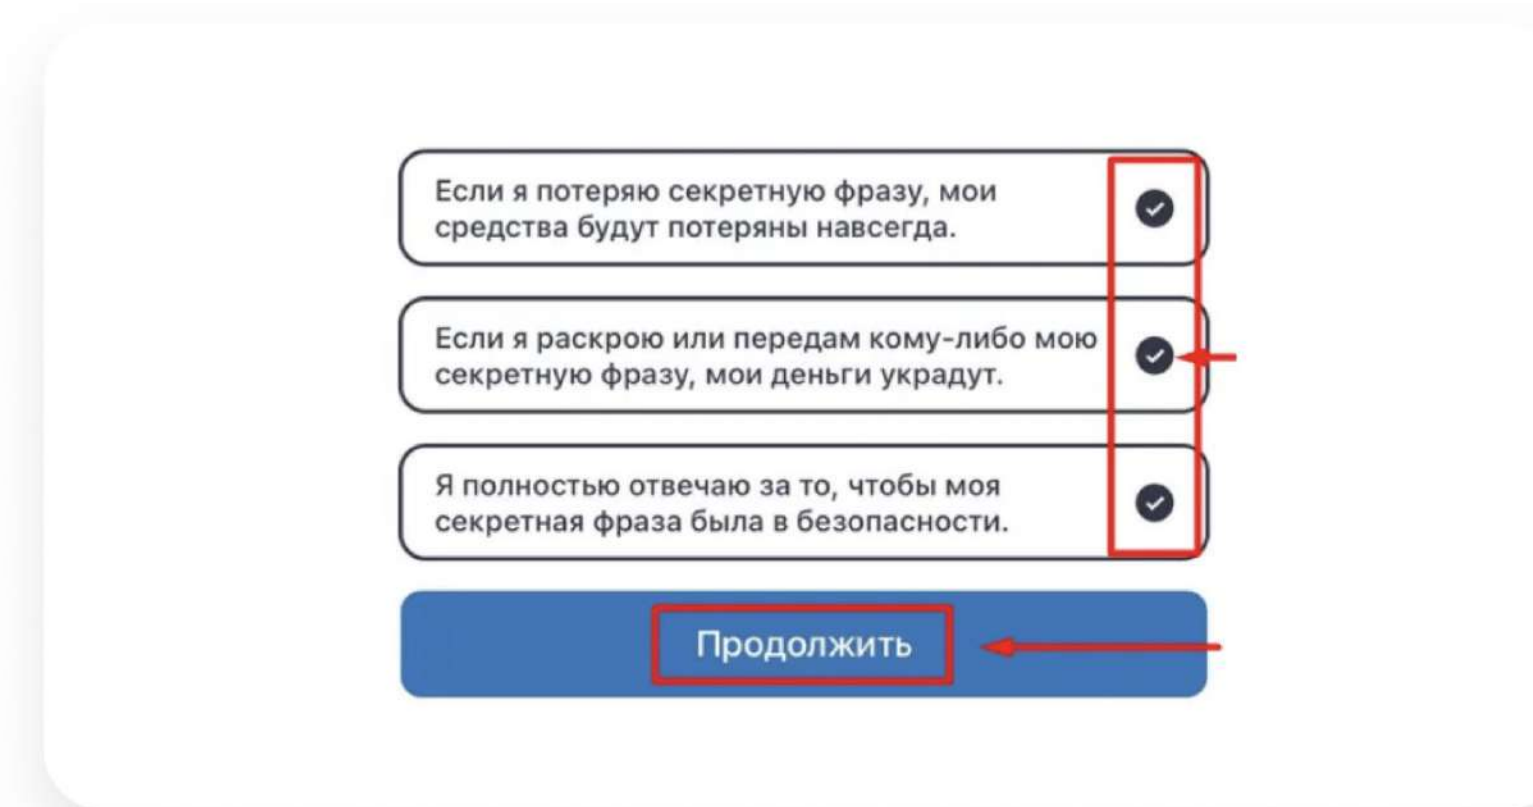 Если я потеряю секретную фразу, мои
средства будут потеряны навсегда.
Если я раскрою или передам кому-либо мою
секретную фразу, мои деньги украдут.
Я полностью отвечаю за то, чтобы моя
секретная фраза была в безопасности.
Продолжить